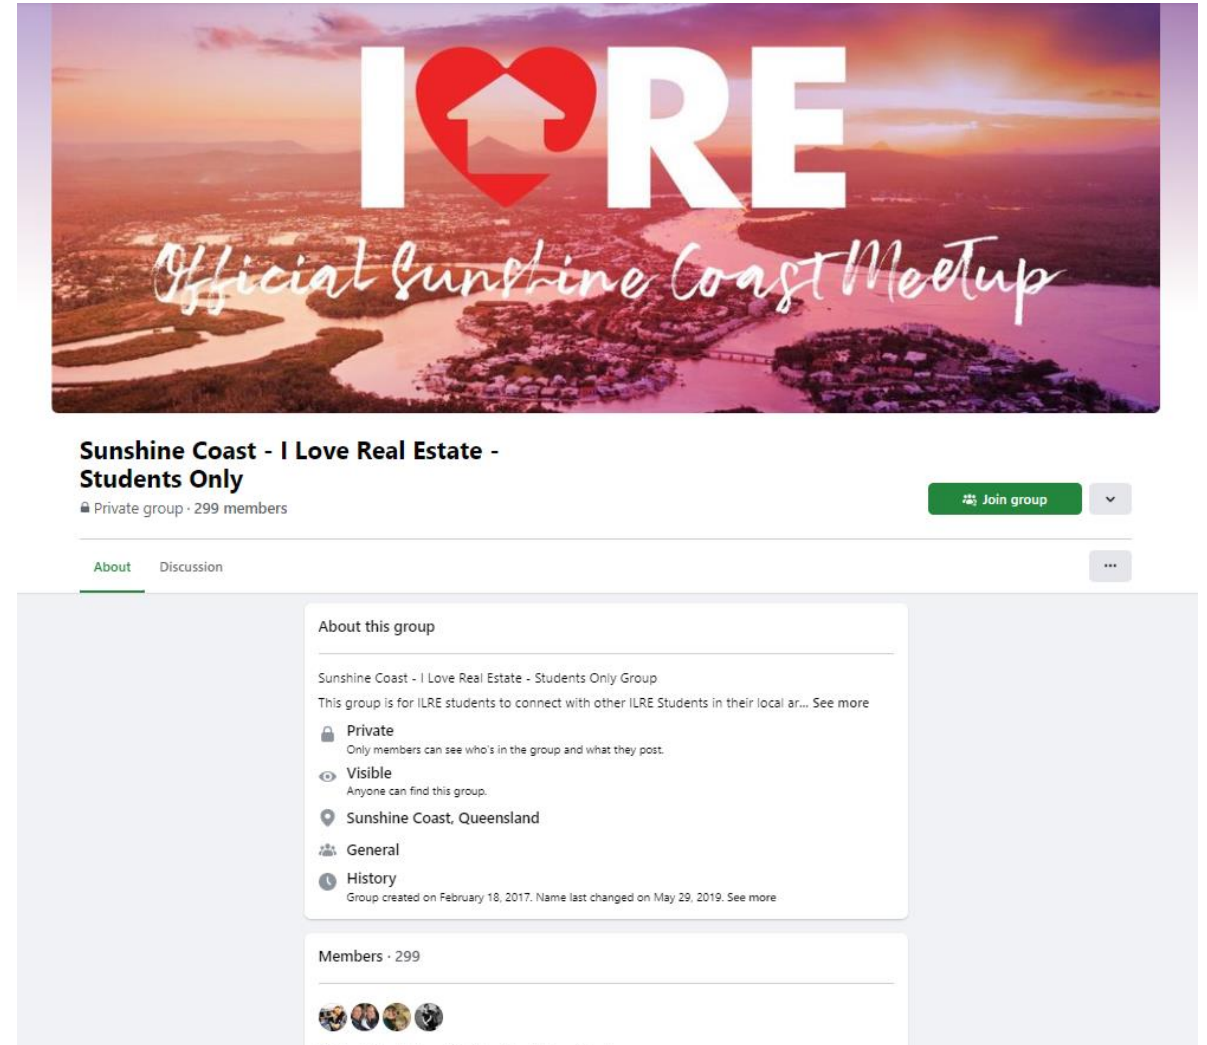 I RE
Official Sunshine Coast Meetup
Sunshine Coast - I Love Real Estate -
Students Only
Private group · 299 members
Join group
About Discussion
About this group
Sunshine Coast - I Love Real Estate - Students Only Group
This group is for ILRE students to connect with other ILRE Students in their local ar... See more
Private
Only members can see who's in the group and what they post.
Visible
Anyone can find this group.
Sunshine Coast, Queensland
General
History
Group created on February 18, 2017. Name last changed on May 29, 2019. See more
Members · 299